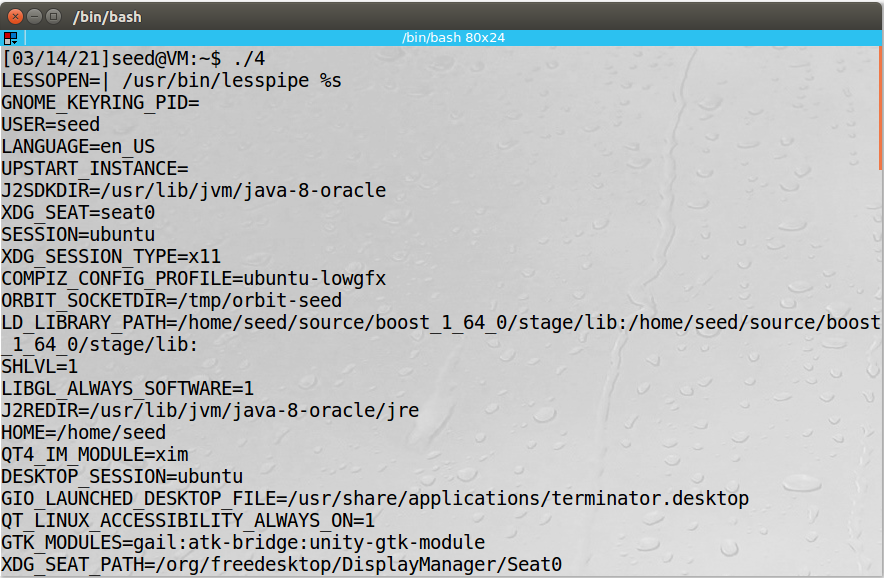 /bin/bash
/bin/bash 80x24
[03/14/21]seed@VM:~$ ./4
LESSOPEN=| /usr/bin/lesspipe %s
GNOME_KEYRING_PID=
USER=seed
LANGUAGE=en_US
UPSTART_INSTANCE=
J2SDKDIR=/usr/lib/jvm/java-8-oracle
XDG_SEAT=seat0
SESSION=ubuntu
XDG_SESSION_TYPE=x11
COMPIZ_CONFIG_PROFILE=ubuntu-lowgfx
ORBIT_SOCKETDIR=/tmp/orbit-seed
LD_LIBRARY_PATH=/home/seed/source/boost_1_64_0/stage/lib:/home/seed/source/boost
_1_64_0/stage/lib:
SHLVL=1
LIBGL_ALWAYS_SOFTWARE=1
J2REDIR=/usr/lib/jvm/java-8-oracle/jre
HOME=/home/seed
QT4_IM_MODULE=xim
DESKTOP_SESSION=ubuntu
GIO_LAUNCHED_DESKTOP_FILE=/usr/share/applications/terminator.desktop
QT_LINUX_ACCESSIBILITY_ALWAYS_ON=1
GTK_MODULES=gail:atk-bridge:unity-gtk-module
XDG_SEAT_PATH=/org/freedesktop/DisplayManager/Seat0